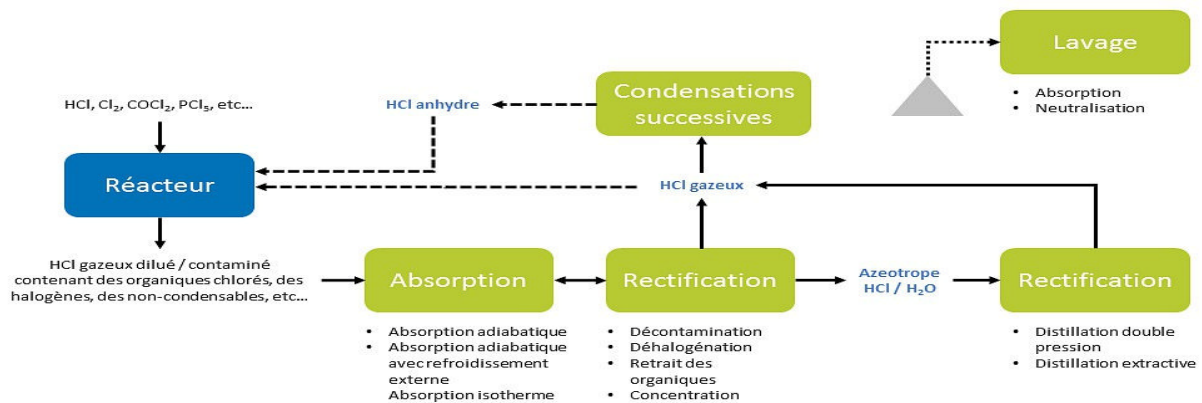 Lavage
• Absorption
• Neutralisation
HCl, Cl₂, COCl₂, PCl₅, etc...
HCl anhydre
Condensations
successives
Réacteur
HCl gazeux
HCl gazeux dilué / contaminé
contenant des organiques chlorés, des
halogènes, des non-condensables, etc...
Absorption
• Absorption adiabatique
• Absorption adiabatique
avec refroidissement
externe
Absorption isotherme
Rectification
• Décontamination
• Déhalogénation
• Retrait des
organiques
• Concentration
Azeotrope
HCl / H₂O
Rectification
• Distillation double
pression
• Distillation extractive